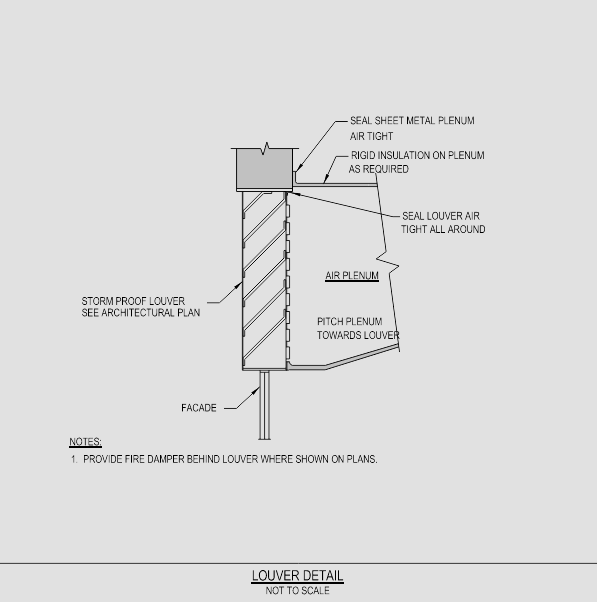 SEAL SHEET METAL PLENUM
AIR TIGHT
RIGID INSULATION ON PLENUM
AS REQUIRED
SEAL LOUVER AIR
TIGHT ALL AROUND
AIR PLENUM
STORM PROOF LOUVER
SEE ARCHITECTURAL PLAN
PITCH PLENUM
TOWARDS LOUVER
FACADE
NOTES:
1. PROVIDE FIRE DAMPER BEHIND LOUVER WHERE SHOWN ON PLANS.
LOUVER DETAIL
NOT TO SCALE